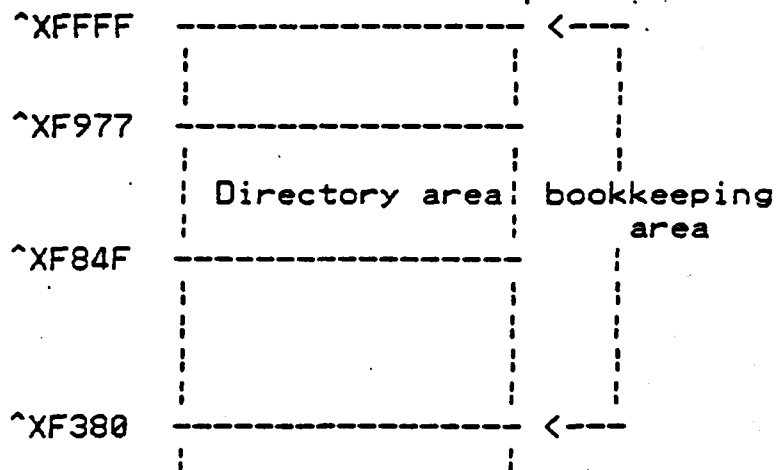 ^XFFFF
^XF977
Directory area bookkeeping
area
^XF84F
^XF380